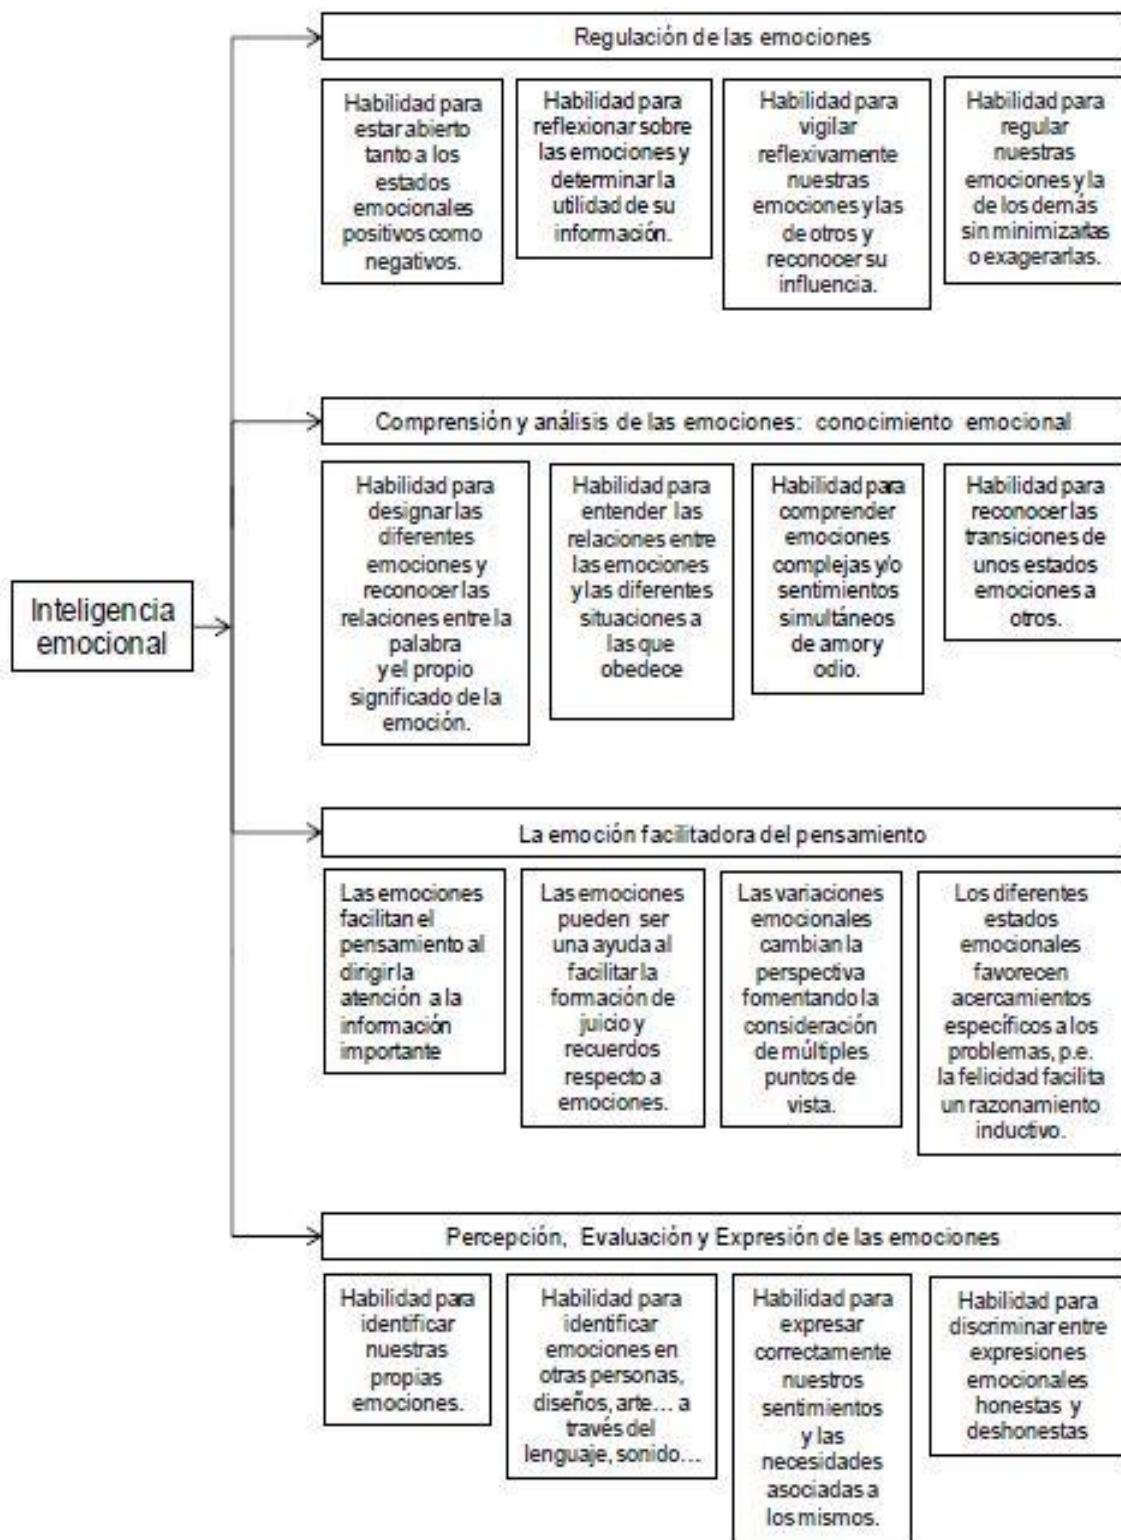 Regulación de las emociones
Habilidad para
estar abierto
tanto a los
estados
emocionales
positivos como
negativos.
Habilidad para
reflexionar sobre
las emociones y
determinar la
utilidad de su
información.
Habilidad para
vigilar
reflexivamente
nuestras
emociones y las
de otros y
reconocer su
influencia.
Habilidad para
regular
nuestras
emociones y la
de los demás
sin minimizarlas
o exagerarlas.
Comprensión y análisis de las emociones: conocimiento emocional
Habilidad para
designar las
diferentes
emociones y
reconocer las
relaciones entre la
palabra
y el propio
significado de la
emoción.
Habilidad para
entender las
relaciones entre
las emociones
y las diferentes
situaciones a
las que
obedece
Habilidad para
comprender
emociones
complejas y/o
sentimientos
simultáneos
de amor y
odio.
Habilidad para
reconocer las
transiciones de
unos estados
emociones a
otros.
Inteligencia
emocional
La emoción facilitadora del pensamiento
Las emociones
facilitan el
pensamiento al
dirigir la
atención a la
información
importante
Las emociones
pueden ser
una ayuda al
facilitar la
formación de
juicio y
recuerdos
respecto a
emociones.
Las variaciones
emocionales
cambian la
perspectiva
fomentando la
consideración
de múltiples
puntos de
vista.
Los diferentes
estados
emocionales
favorecen
acercamientos
específicos a los
problemas, p.e.
la felicidad facilita
un razonamiento
inductivo.
Percepción, Evaluación y Expresión de las emociones
Habilidad para
identificar
nuestras
propias
emociones.
Habilidad para
identificar
emociones en
otras personas,
diseños, arte... a
través del
lenguaje, sonido...
Habilidad para
expresar
correctamente
nuestros
sentimientos
y las
necesidades
asociadas a
los mismos.
Habilidad para
discriminar entre
expresiones
emocionales
honestas y
deshonestas